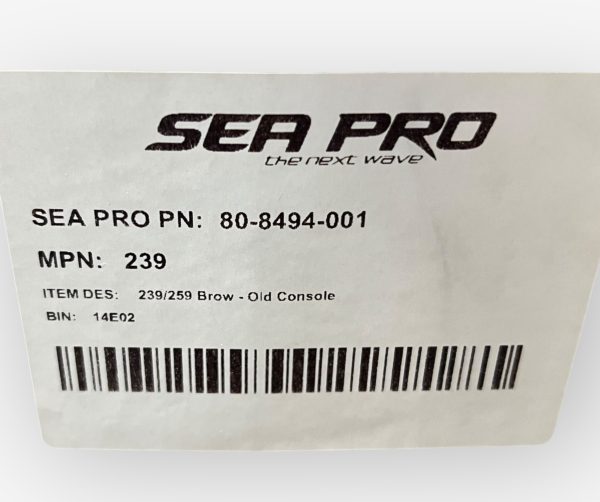 SEA PRO
the next wave
SEA PRO PN: 80-8494-001
MPN: 239
ITEM DES: 239/259 Brow - Old Console
BIN: 14E02